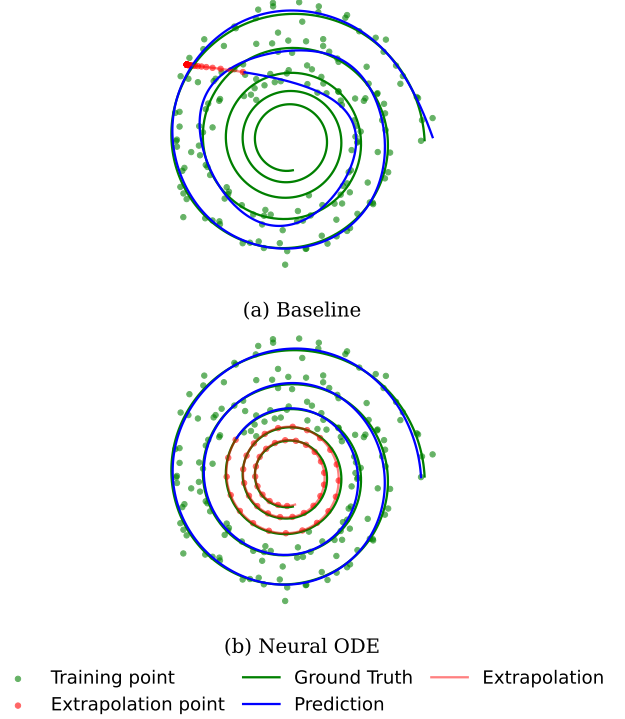 (a) Baseline
(b) Neural ODE
Training point
Ground Truth
Extrapolation
Extrapolation point
Prediction